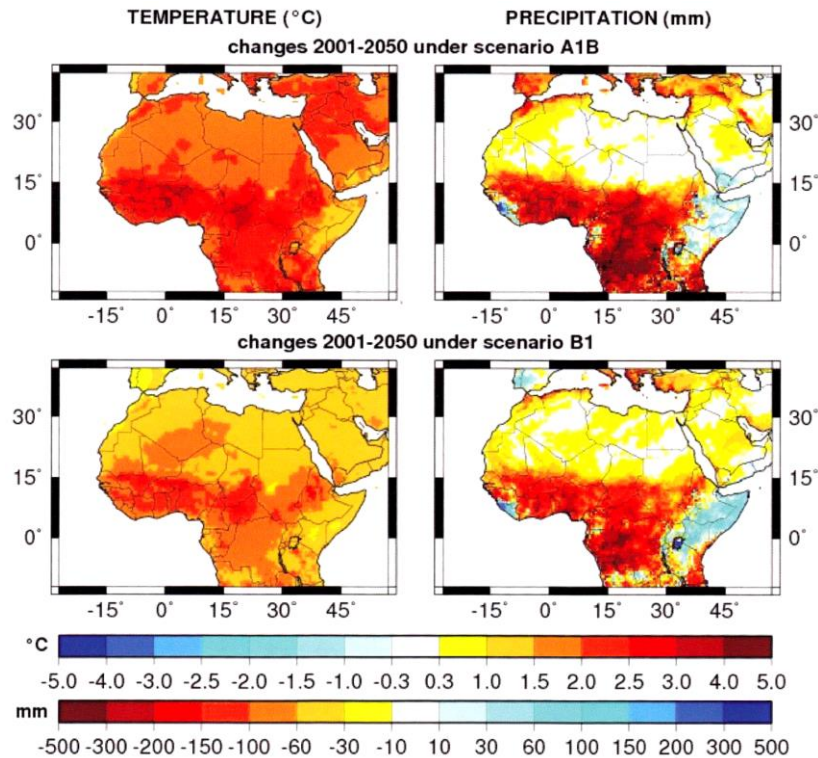 TEMPERATURE (°C) PRECIPITATION (mm)
changes 2001-2050 under scenario A1B
30° 30°
15° 15°
0° 0°
-15° 0° 15° 30° 45° -15° 0° 15° 30° 45°
changes 2001-2050 under scenario B1
30° 30°
15° 15°
0° 0°
-15° 0° 15° 30° 45° -15° 0° 15° 30° 45°
°C
-5.0 -4.0 -3.0 -2.5 -2.0 -1.5 -1.0 -0.3 0.3 1.0 1.5 2.0 2.5 3.0 4.0 5.0
mm
-500 -300 -200 -150 -100 -60 -30 -10 10 30 60 100 150 200 300 500